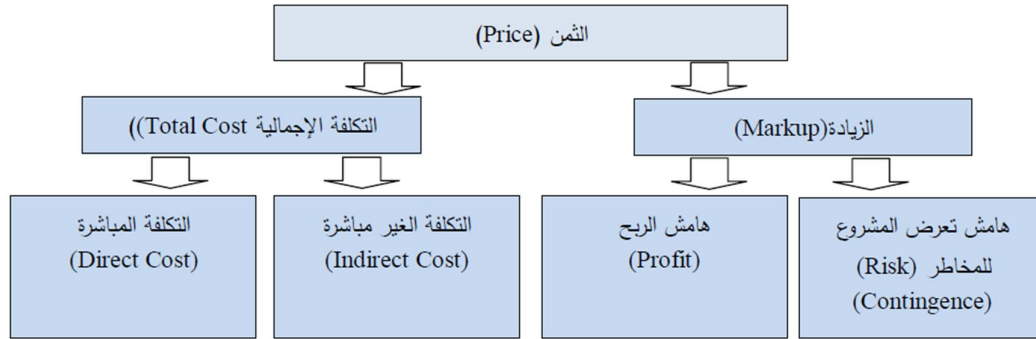 الثمن (Price)
التكلفة الإجمالية Total Cost))
الزيادة(Markup)
التكلفة المباشرة
(Direct Cost)
التكلفة الغير مباشرة
(Indirect Cost)
هامش الربح
(Profit)
هامش تعرض المشروع
للمخاطر (Risk)
(Contingence)